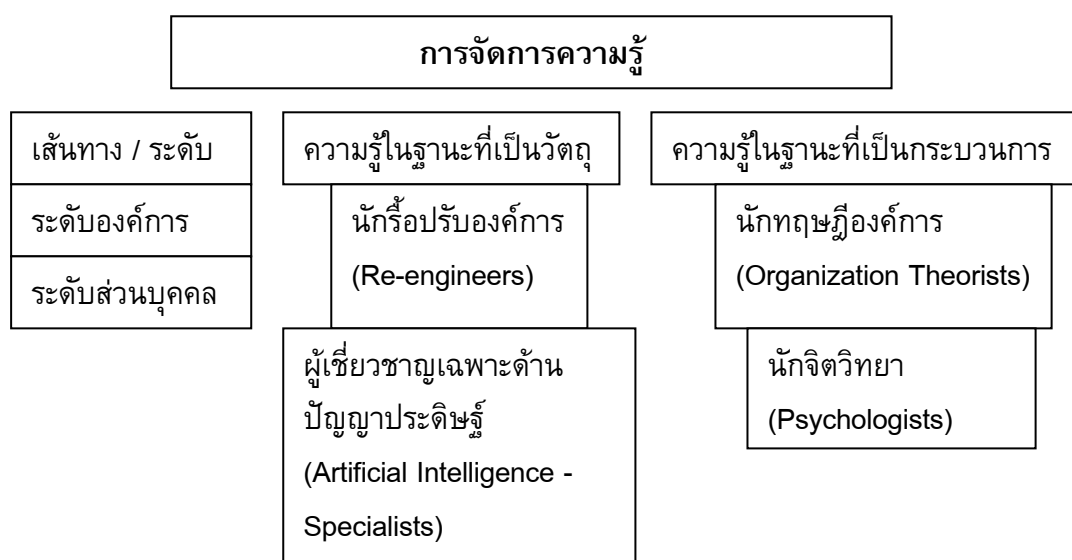 การจัดการความรู้
เส้นทาง / ระดับ
ระดับองค์การ
ระดับส่วนบุคคล
ความรู้ในฐานะที่เป็นวัตถุ
นักรื้อปรับองค์การ
(Re-engineers)
ผู้เชี่ยวชาญเฉพาะด้าน
ปัญญาประดิษฐ์
(Artificial Intelligence -
Specialists)
ความรู้ในฐานะที่เป็นกระบวนการ
นักทฤษฎีองค์การ
(Organization Theorists)
นักจิตวิทยา
(Psychologists)